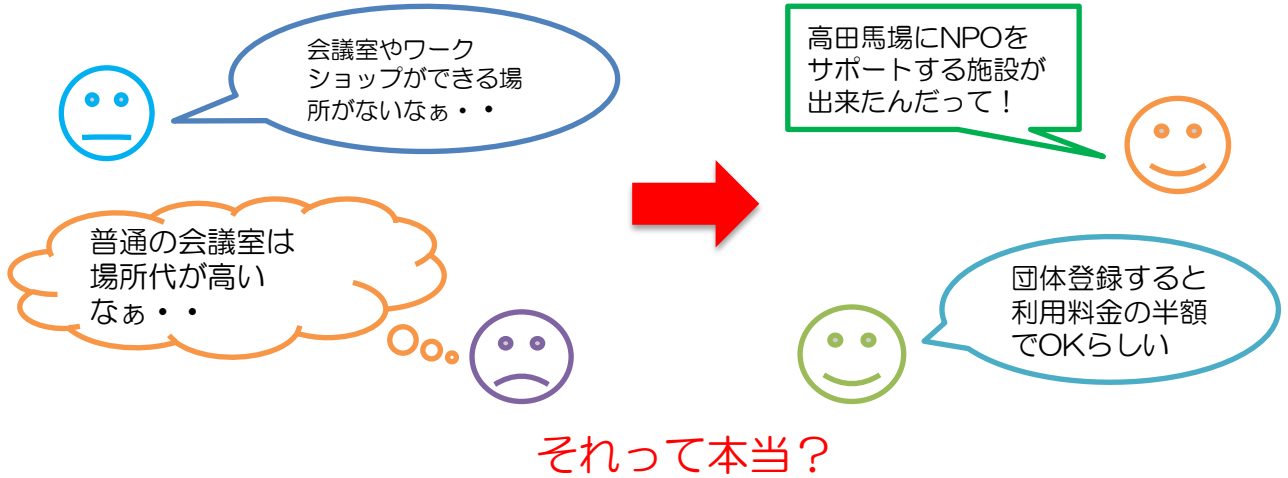 会議室やワーク
ショップができる場
所がないなぁ・・
普通の会議室は
場所代が高い
なぁ・・
高田馬場にNPOを
サポートする施設が
出来たんだって！
団体登録すると
利用料金の半額
でOKらしい
それって本当？